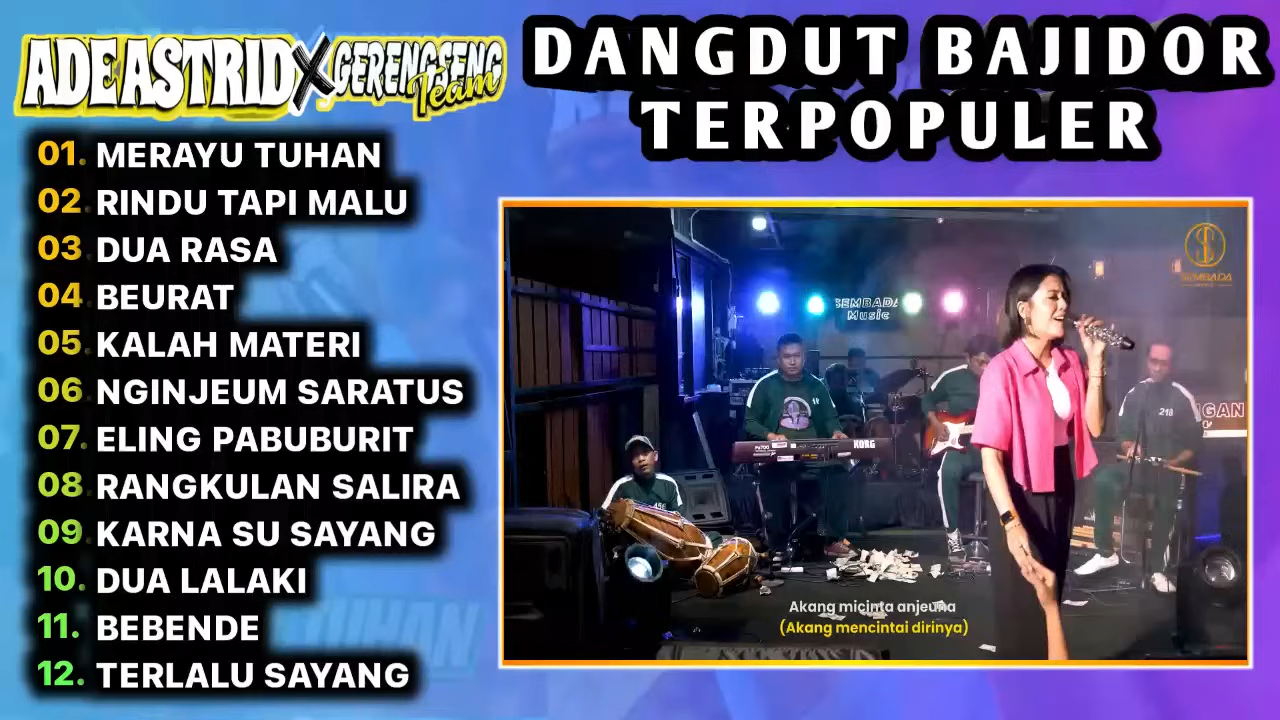 ADE ASTRID X GERENGSENG Team
DANGDUT BAJIDOR
TERPOPULER
01. MERAYU TUHAN
02. RINDU TAPI MALU
03. DUA RASA
04. BEURAT
05. KALAH MATERI
06. NGINJEUM SARATUS
07. ELING PABUBURIT
08. RANGKULAN SALIRA
09. KARNA SU SAYANG
10. DUA LALAKI
11. BEBENDE
12. TERLALU SAYANG
SEMBADA
SEMBADA
Music
KORG
218
NGAN
Akang micinta anjeuna
(Akang mencintai dirinya)